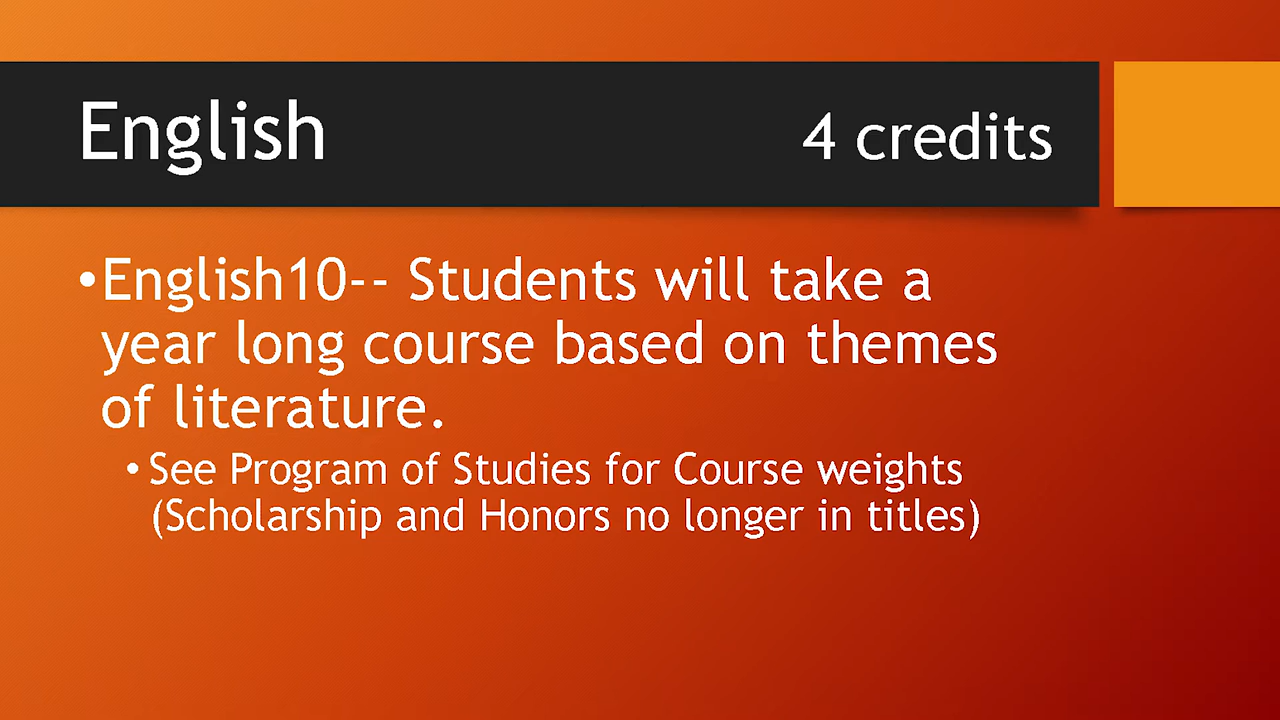 English 4 credits
•English10-- Students will take a
year long course based on themes
of literature.
• See Program of Studies for Course weights
(Scholarship and Honors no longer in titles)